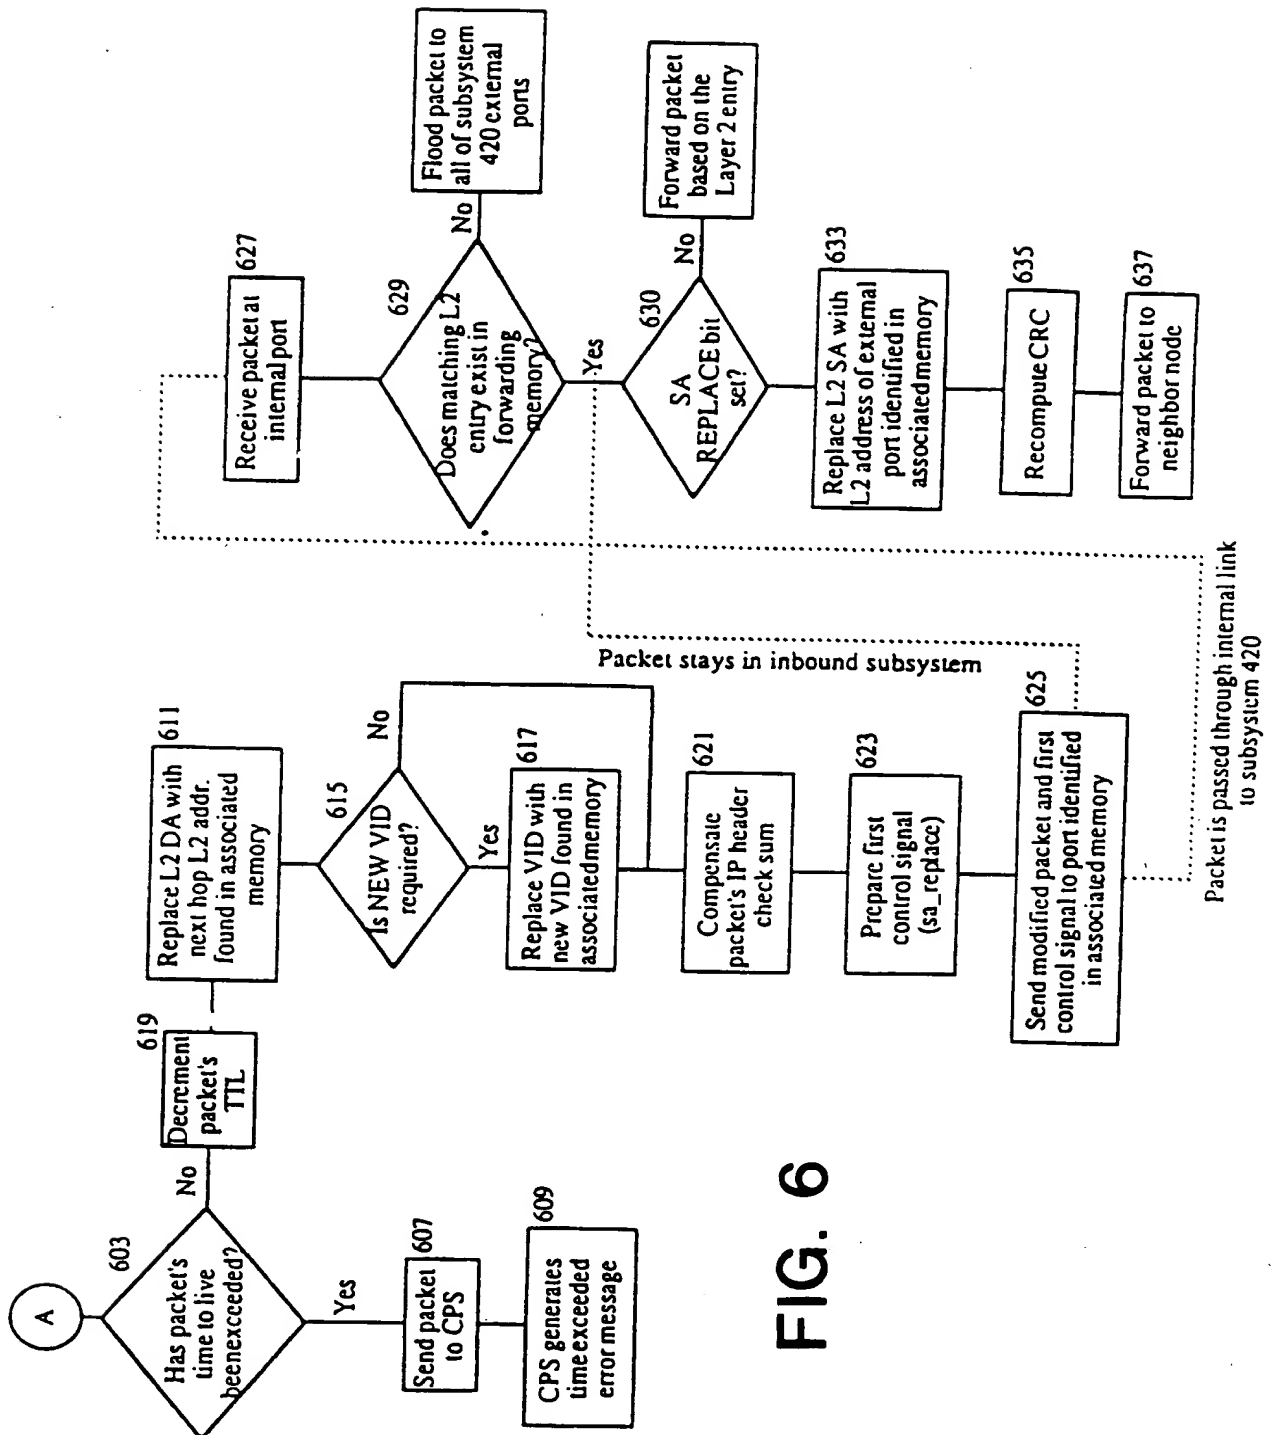 A
603
Has packet's
time to live
been exceeded?
Yes
No
607
Send packet
to CPS
609
CPS generates
time exceeded
error message
619
Decrement
packet's
TTL
611
Replace L2 DA with
next hop L2 addr.
found in associated
memory
615
Is NEW VID
required?
No
Yes
617
Replace VID with
new VID found in
associated memory
621
Compensate
packet's IP header
check sum
623
Prepare first
control signal
(sa_replace)
625
Send modified packet and first
control signal to port identified
in associated memory
Packet stays in inbound subsystem
Packet is passed through internal link
to subsystem 420
627
Receive packet at
internal port
629
Does matching L2
entry exist in
forwarding
memory?
No
Flood packet to
all of subsystem
420 external
ports
Yes
630
SA
REPLACE bit
set?
No
Forward packet
based on the
Layer 2 entry
633
Replace L2 SA with
L2 address of external
port identified in
associated memory
635
Recompute CRC
637
Forward packet to
neighbor node
FIG. 6